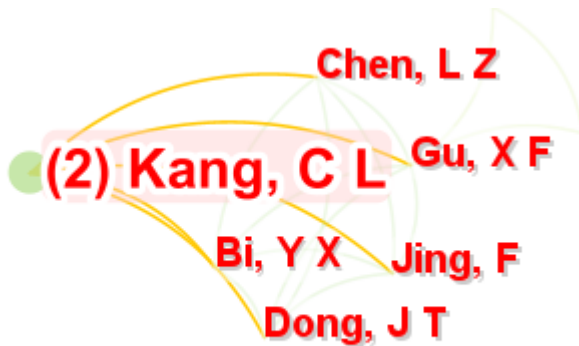 Chen, L Z
Gu, X F
(2) Kang, C L
Bi, Y X
Jing, F
Dong, J T